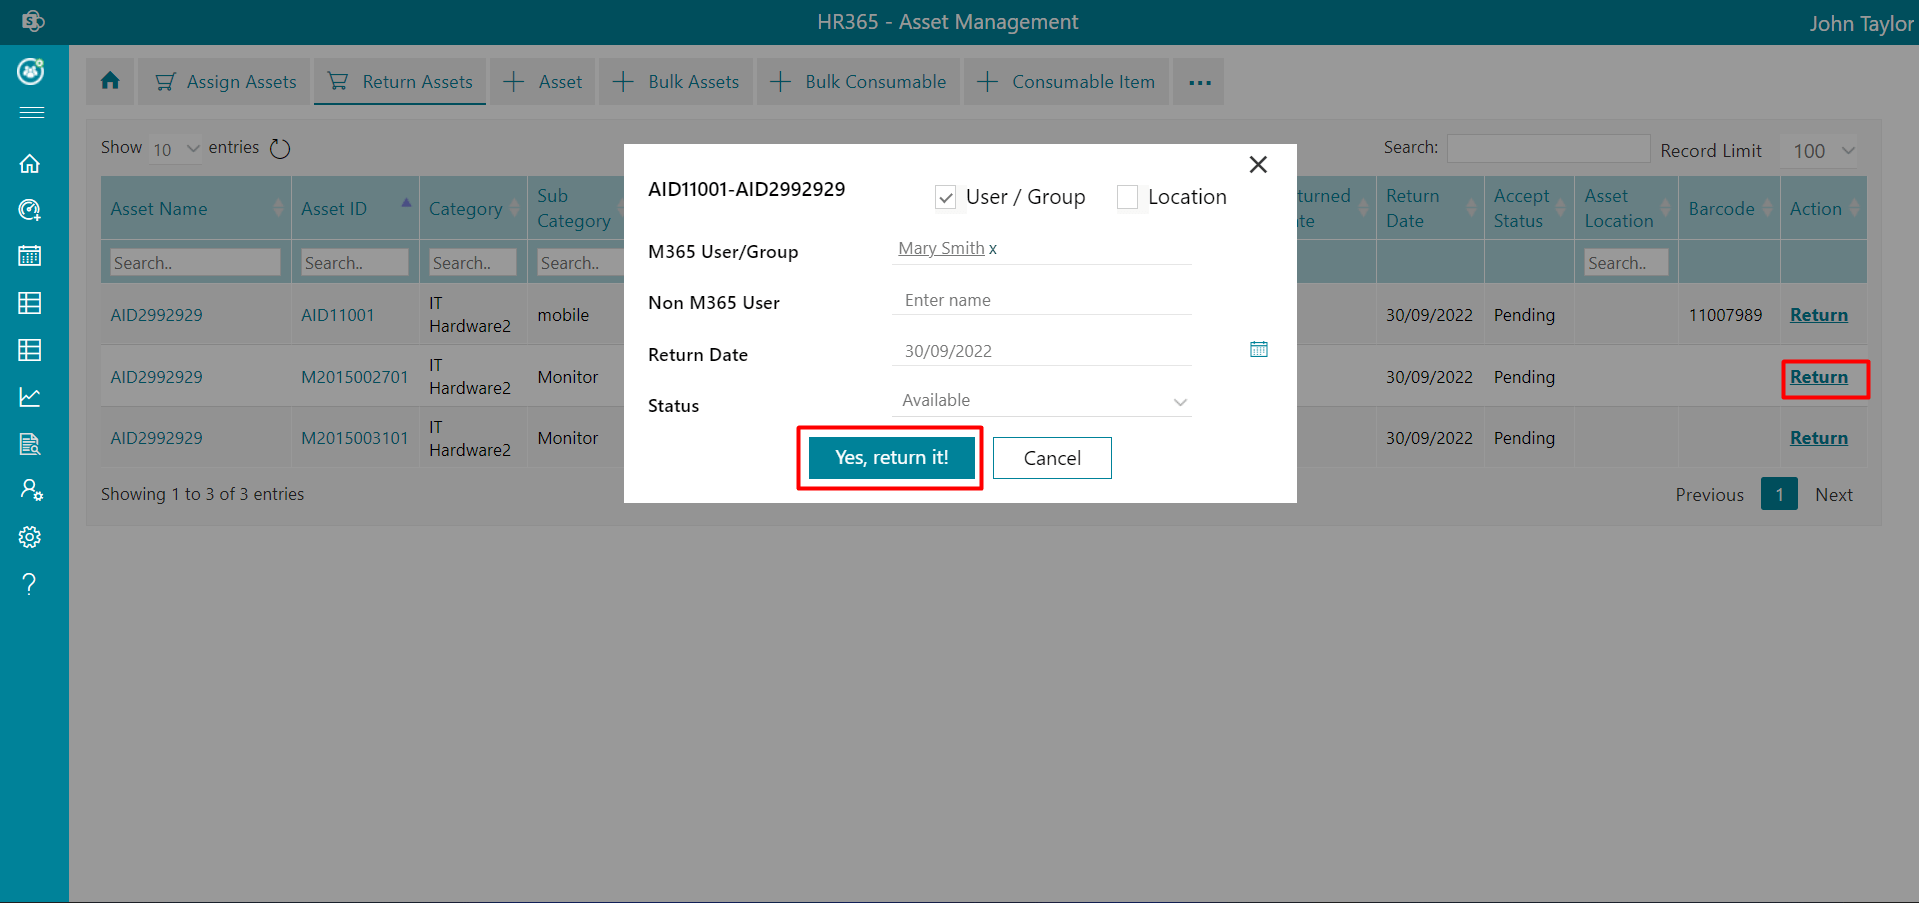 HR365 - Asset Management
John Taylor
Assign Assets
Return Assets
Asset
Bulk Assets
Bulk Consumable
Consumable Item
...
Show 10 entries
Search:
Record Limit 100
AID11001-AID2992929
User / Group
Location
M365 User/Group
Mary Smith x
Non M365 User
Enter name
Return Date
30/09/2022
Status
Available
Yes, return it!
Cancel
Asset Name
Asset ID
Category
Sub Category
Return Date
Accept Status
Asset Location
Barcode
Action
Search..
Search..
Search..
Search..
Search..
AID2992929 AID11001 IT Hardware2 mobile 30/09/2022 Pending 11007989 Return
AID2992929 M2015002701 IT Hardware2 Monitor 30/09/2022 Pending Return
AID2992929 M2015003101 IT Hardware2 Monitor 30/09/2022 Pending Return
Showing 1 to 3 of 3 entries
Previous 1 Next